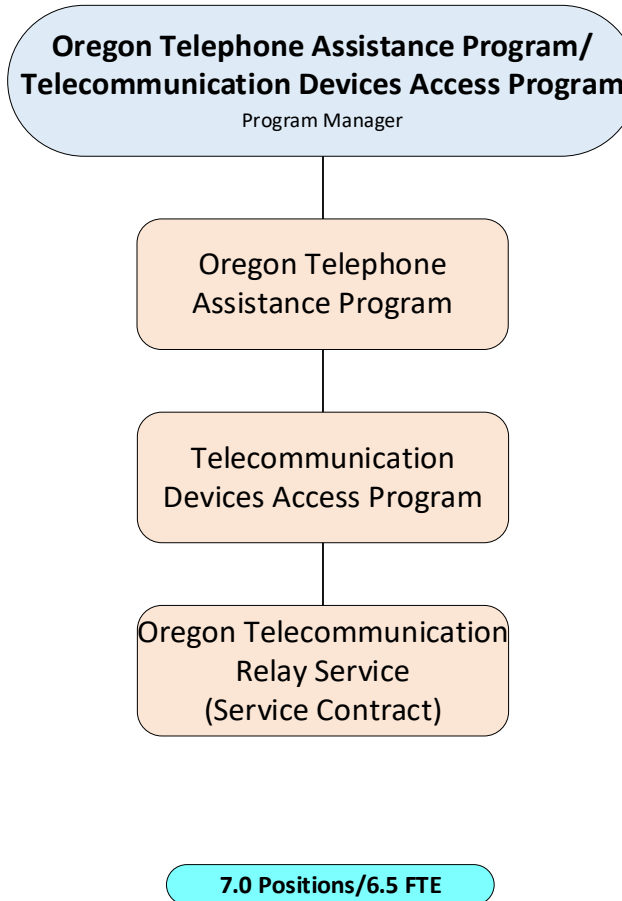 Oregon Telephone Assistance Program/
Telecommunication Devices Access Program
Program Manager
Oregon Telephone
Assistance Program
Telecommunication
Devices Access Program
Oregon Telecommunication
Relay Service
(Service Contract)
7.0 Positions/6.5 FTE